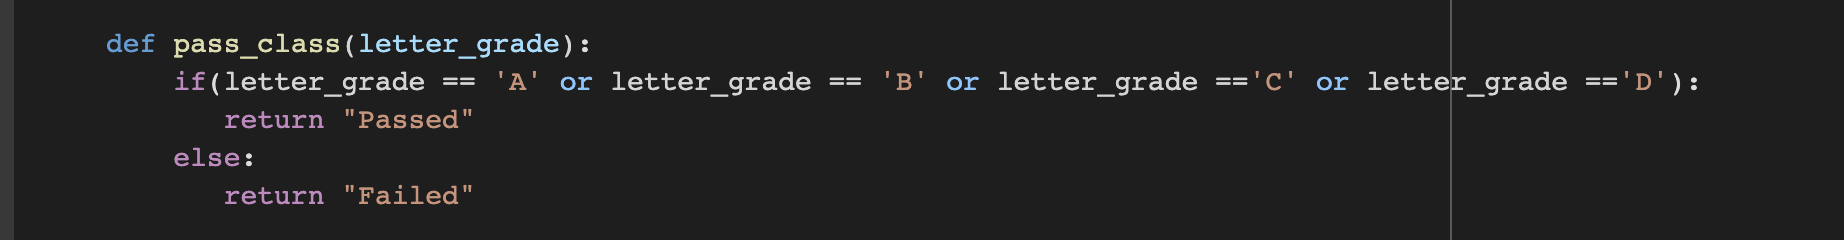 def pass_class(letter_grade):
    if(letter_grade == 'A' or letter_grade == 'B' or letter_grade =='C' or letter_grade =='D'):
       return "Passed"
    else:
       return "Failed"